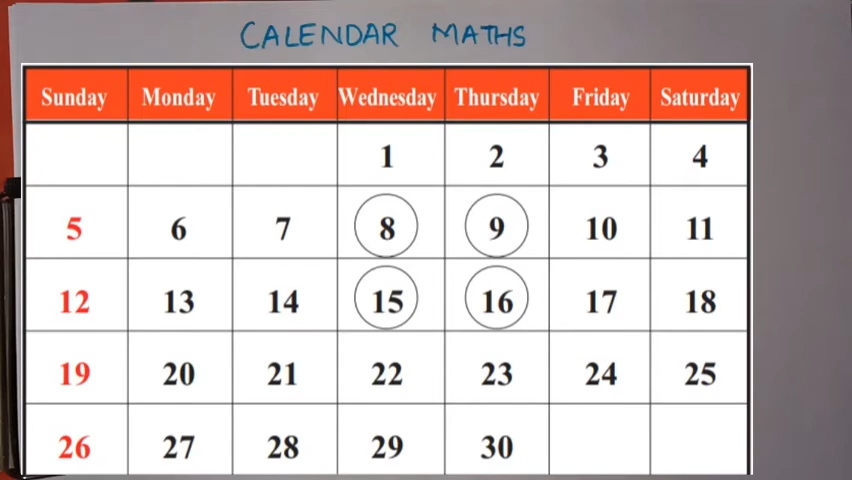 CALENDAR MATHS
Sunday Monday Tuesday Wednesday Thursday Friday Saturday
1 2 3 4
5 6 7 8 9 10 11
12 13 14 15 16 17 18
19 20 21 22 23 24 25
26 27 28 29 30